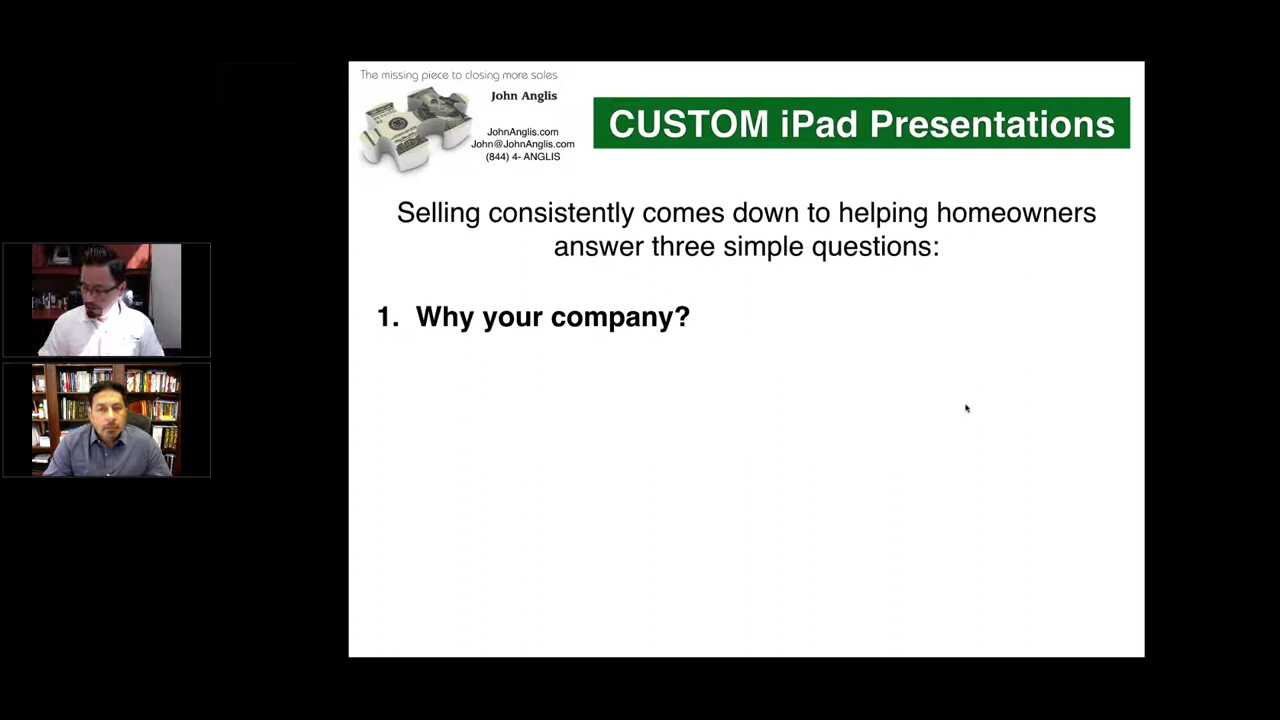 The missing piece to closing more sales
John Anglis
JohnAnglis.com
John@JohnAnglis.com
(844) 4- ANGLIS
CUSTOM iPad Presentations
Selling consistently comes down to helping homeowners
answer three simple questions:
1. Why your company?